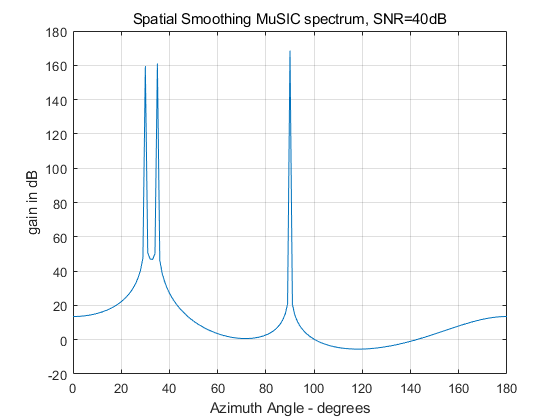 Spatial Smoothing MuSIC spectrum, SNR=40dB
gain in dB
180
160
140
120
100
80
60
40
20
0
-20
0 20 40 60 80 100 120 140 160 180
Azimuth Angle - degrees